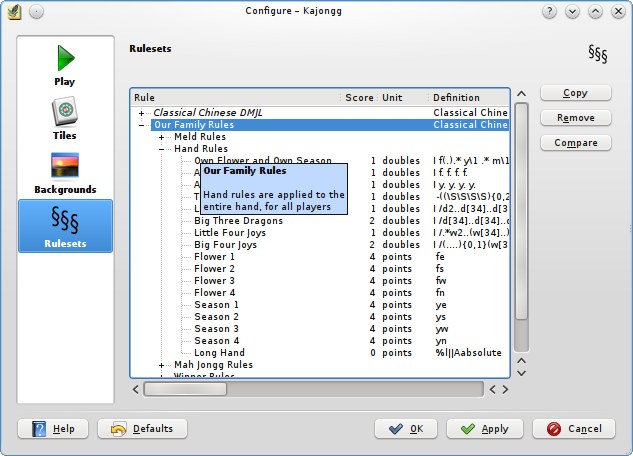 Configure – Kajongg
Play
Tiles
Backgrounds
§§§
Rulesets
Rulesets
§§§
Rule Score Unit Definition
Classical Chinese DMJL Classical Chine
Our Family Rules Classical Chine
Meld Rules
Hand Rules
Own Flower and Own Season 1 doubles I f(.).* y\1 .* m\1
A 1 doubles I f. f. f. f.
A 1 doubles I y. y. y. y.
T 1 doubles -((\S\S\S\S){0,2
L 1 doubles I /d2..d[34]..d[3
Our Family Rules
Hand rules are applied to the
entire hand, for all players
Big Three Dragons 2 doubles I /d[34]..d[34]..d
Little Four Joys 1 doubles I /.*w2..(w[34]..)
Big Four Joys 2 doubles I /(....){0,1}(w[3
Flower 1 4 points fe
Flower 2 4 points fs
Flower 3 4 points fw
Flower 4 4 points fn
Season 1 4 points ye
Season 2 4 points ys
Season 3 4 points yw
Season 4 4 points yn
Long Hand 0 points %l||Aabsolute
Mah Jongg Rules
Winner Rules
Copy
Remove
Compare
Help
Defaults
OK
Apply
Cancel